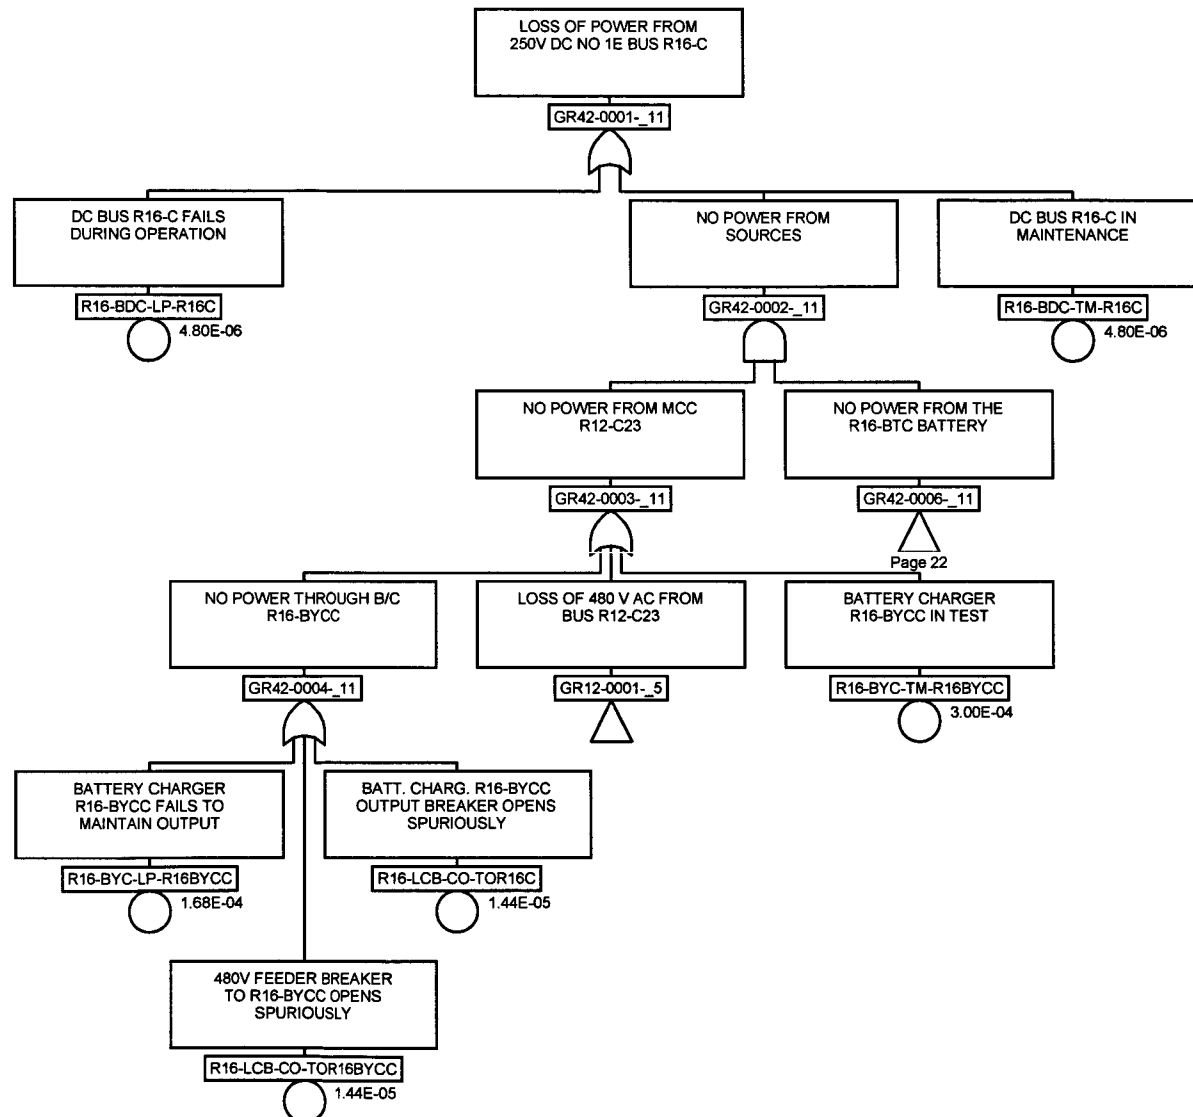 LOSS OF POWER FROM
250V DC NO 1E BUS R16-C
GR42-0001-_11
DC BUS R16-C FAILS
DURING OPERATION
R16-BDC-LP-R16C
4.80E-06
NO POWER FROM
SOURCES
GR42-0002-_11
DC BUS R16-C IN
MAINTENANCE
R16-BDC-TM-R16C
4.80E-06
NO POWER FROM MCC
R12-C23
GR42-0003-_11
NO POWER FROM THE
R16-BTC BATTERY
GR42-0006-_11
Page 22
NO POWER THROUGH B/C
R16-BYCC
GR42-0004-_11
LOSS OF 480 V AC FROM
BUS R12-C23
GR12-0001-_5
BATTERY CHARGER
R16-BYCC IN TEST
R16-BYC-TM-R16BYCC
3.00E-04
BATTERY CHARGER
R16-BYCC FAILS TO
MAINTAIN OUTPUT
R16-BYC-LP-R16BYCC
1.68E-04
BATT. CHARG. R16-BYCC
OUTPUT BREAKER OPENS
SPURIOUSLY
R16-LCB-CO-TOR16C
1.44E-05
480V FEEDER BREAKER
TO R16-BYCC OPENS
SPURIOUSLY
R16-LCB-CO-TOR16BYCC
1.44E-05